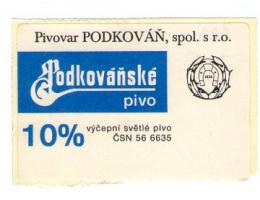 Pivovar PODKOVÁŇ, spol. s r.o.
Podkováňské
pivo
10%
výčepní světlé pivo
ČSN 56 6635